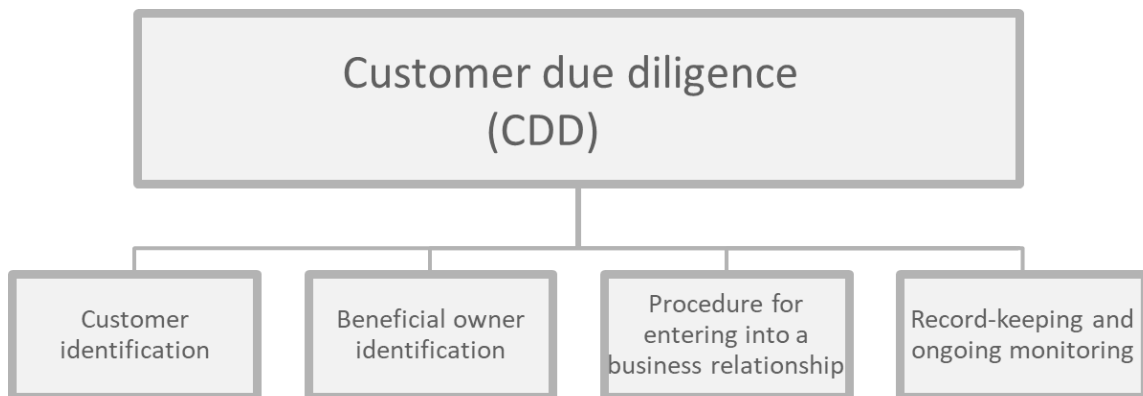 Customer due diligence
(CDD)
Customer
identification
Beneficial owner
identification
Procedure for
entering into a
business relationship
Record-keeping and
ongoing monitoring